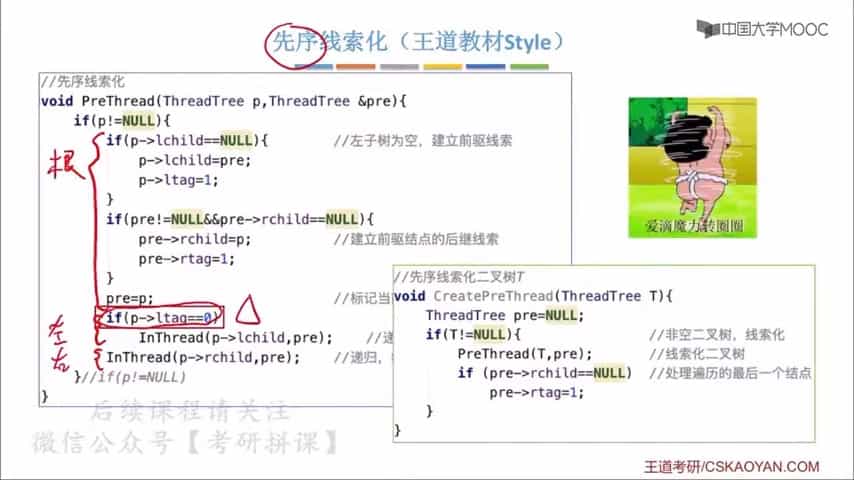 先序线索化（王道教材Style）
中国大学MOOC
//先序线索化
void PreThread(ThreadTree p,ThreadTree &pre){
if(p!=NULL){
if(p->lchild==NULL){ //左子树为空，建立前驱线索
p->lchild=pre;
p->ltag=1;
}
if(pre!=NULL&&pre->rchild==NULL){
pre->rchild=p; //建立前驱结点的后继线索
pre->rtag=1;
}
pre=p; //标记当
if(p->ltag==0)
InThread(p->lchild,pre); //递
InThread(p->rchild,pre); //递归，
}//if(p!=NULL)
}
根
左
右
爱滴魔力转圈圈
//先序线索化二叉树T
void CreatePreThread(ThreadTree T){
ThreadTree pre=NULL;
if(T!=NULL){ //非空二叉树，线索化
PreThread(T,pre); //线索化二叉树
if (pre->rchild==NULL) //处理遍历的最后一个结点
pre->rtag=1;
}
}
后续课程请关注
微信公众号【考研拼课】
王道考研/CSKAOYAN.COM